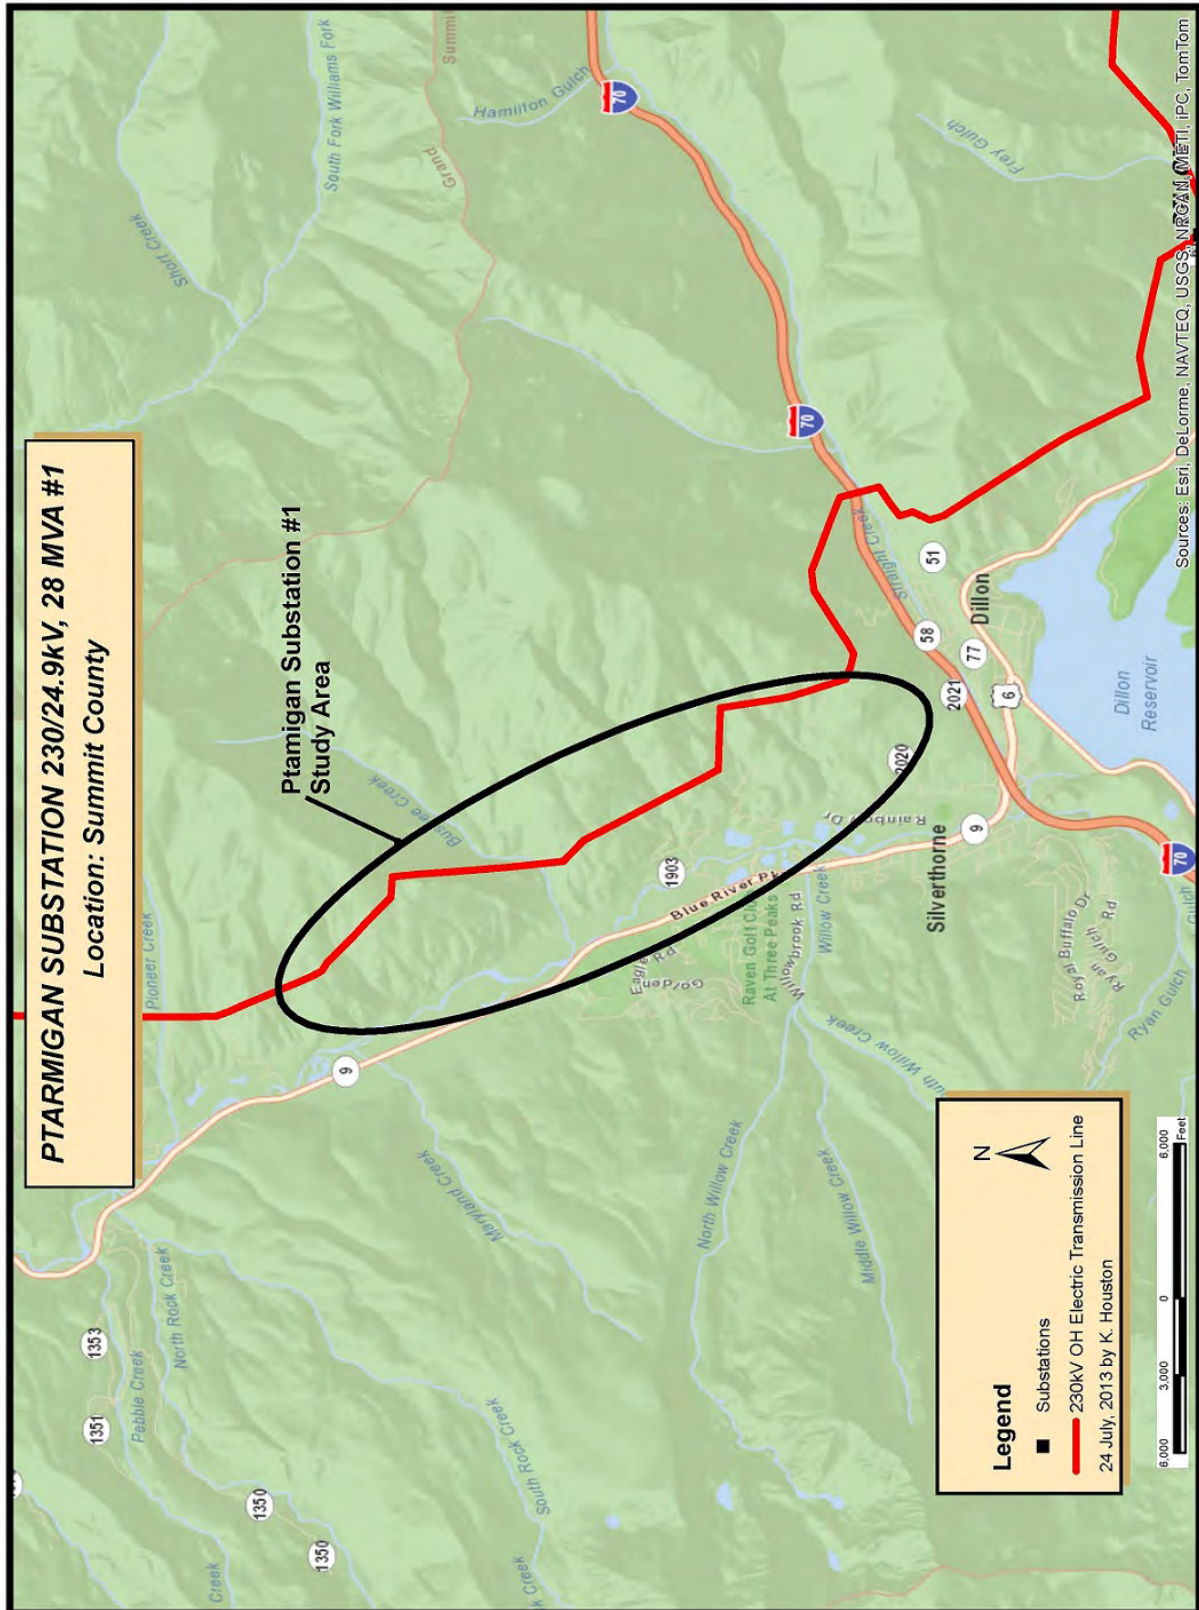 PTARMIGAN SUBSTATION 230/24.9kV, 28 MVA #1
Location: Summit County
Ptamigan Substation #1
Study Area
South Fork Williams Fork
Short Creek
Hamilton Gulch
Grand
Frey Gulch
70
70
Pioneer Creek
Straight Creek
51
58
77
2021
6
Dillon
Dillon
Reservoir
2020
Rainbow Dr
Silverthorne
9
70
1903
Blue River Pk
Raven Golf Clu
At Three Peaks
Willowbrook Rd
Willow Creek
Eagle
Rd
Golden
9
Maryland Creek
North Willow Creek
Middle Willow Creek
Royal Buffalo Dr
Ryan Gulch Rd
Ryan Gulch
Gulch
1353
1351
Pebble Creek
North Rock Creek
1350
1350
South Rock Creek
Creek
Creek
Legend
Substations
230kV OH Electric Transmission Line
24 July, 2013 by K. Houston
N
6,000
3,000
0
6,000
Feet
Sources: Esri, DeLorme, NAVTEQ, USGS, NRCAN, METI, iPC, TomTom